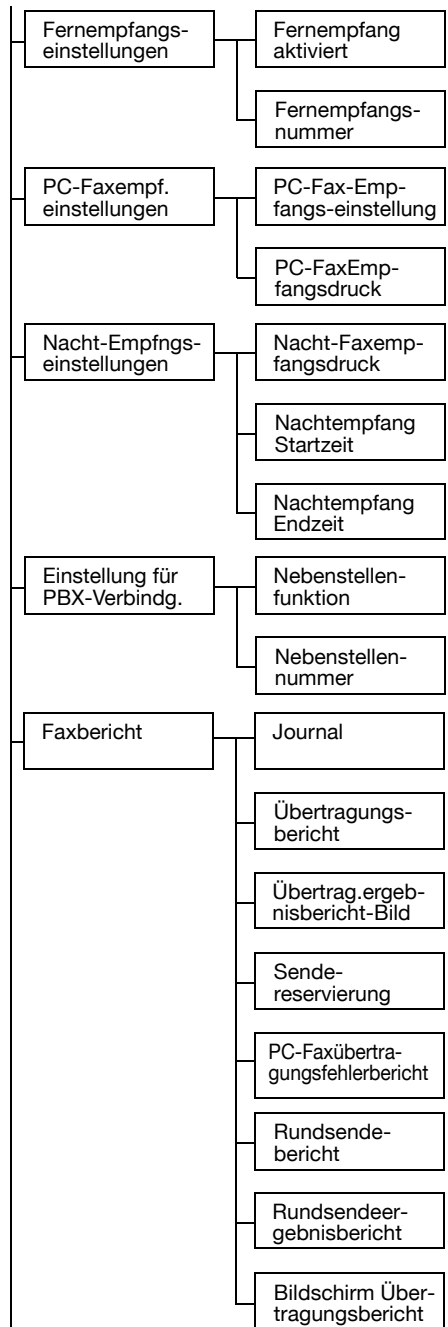 Fernempfangs-
einstellungen
Fernempfang
aktiviert
Fernempfangs-
nummer
PC-Faxempf.
einstellungen
PC-Fax-Emp-
fangs-einstellung
PC-FaxEmp-
fangsdruck
Nacht-Empfngs-
einstellungen
Nacht-Faxemp-
fangsdruck
Nachtempfang
Startzeit
Nachtempfang
Endzeit
Einstellung für
PBX-Verbindg.
Nebenstellen-
funktion
Nebenstellen-
nummer
Faxbericht
Journal
Übertragungs-
bericht
Übertrag.ergeb-
nisbericht-Bild
Sende-
reservierung
PC-Faxübertra-
gungsfehlerbericht
Rundsende-
bericht
Rundsendeer-
gebnisbericht
Bildschirm Über-
tragungsbericht